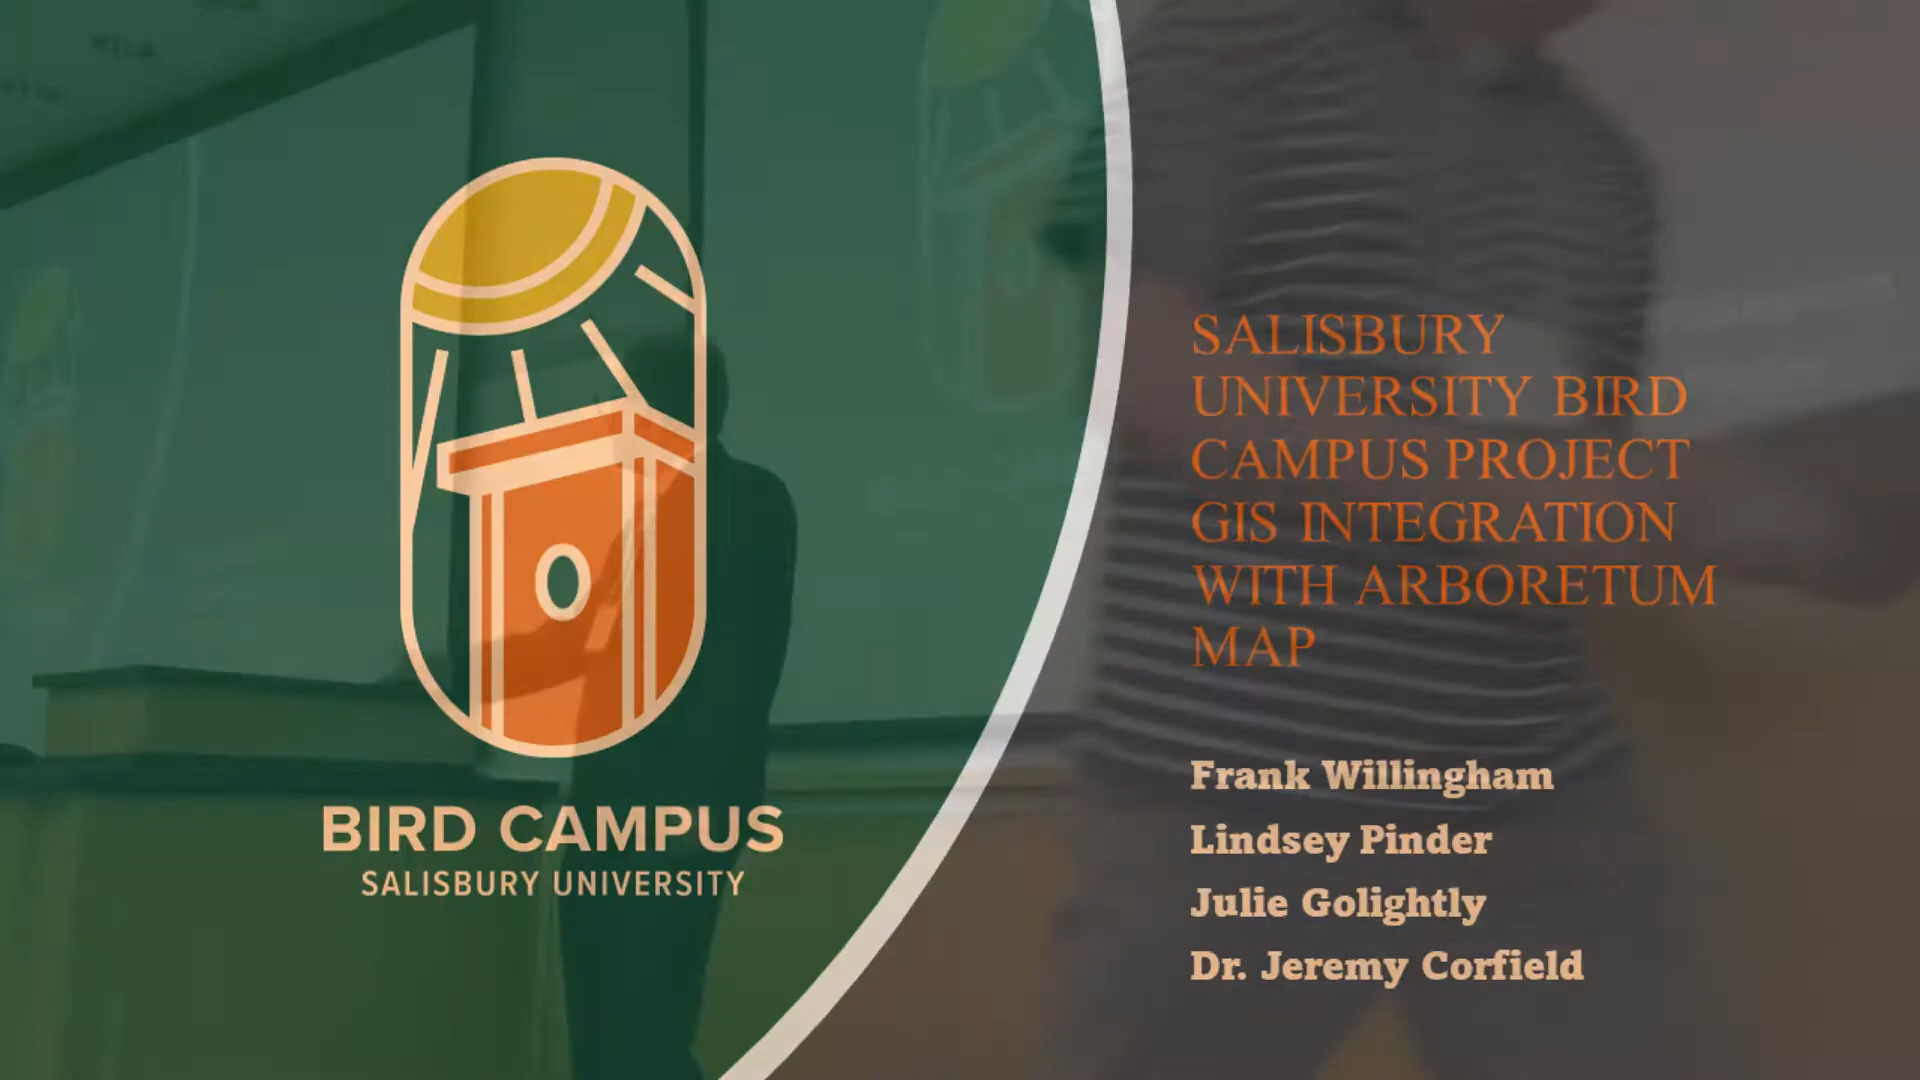 BIRD CAMPUS
SALISBURY UNIVERSITY
SALISBURY
UNIVERSITY BIRD
CAMPUS PROJECT
GIS INTEGRATION
WITH ARBORETUM
MAP
Frank Willingham
Lindsey Pinder
Julie Golightly
Dr. Jeremy Corfield